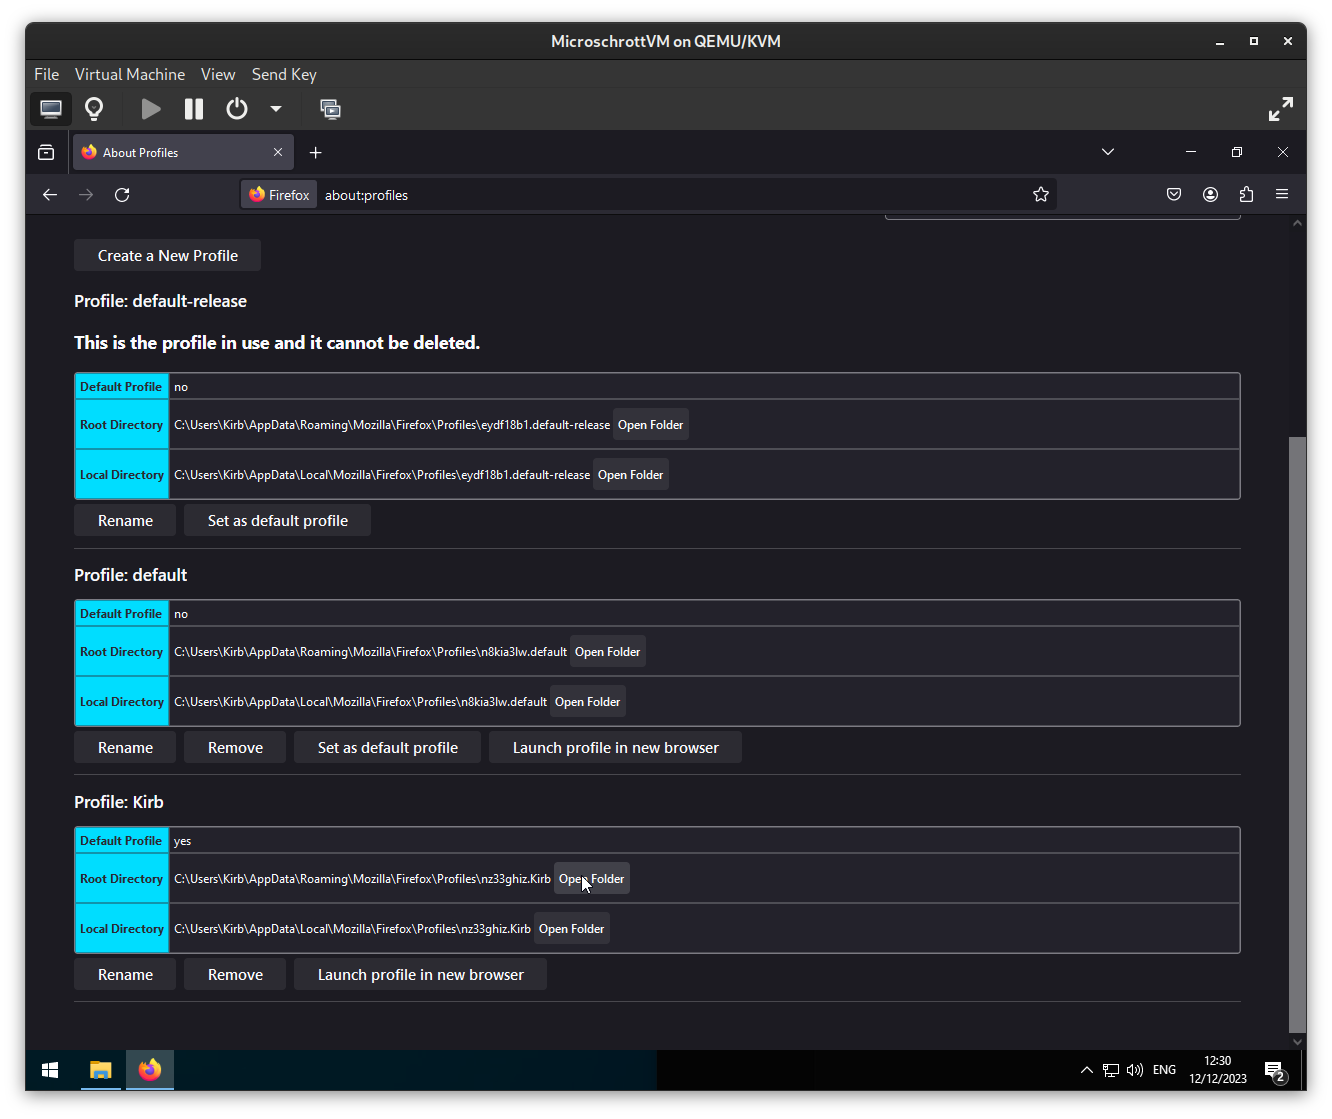 MicroschrottVM on QEMU/KVM
File Virtual Machine View Send Key
About Profiles
Firefox about:profiles
Create a New Profile
Profile: default-release
This is the profile in use and it cannot be deleted.
Default Profile no
Root Directory C:\Users\Kirb\AppData\Roaming\Mozilla\Firefox\Profiles\eydf18b1.default-release Open Folder
Local Directory C:\Users\Kirb\AppData\Local\Mozilla\Firefox\Profiles\eydf18b1.default-release Open Folder
Rename Set as default profile
Profile: default
Default Profile no
Root Directory C:\Users\Kirb\AppData\Roaming\Mozilla\Firefox\Profiles\n8kia3lw.default Open Folder
Local Directory C:\Users\Kirb\AppData\Local\Mozilla\Firefox\Profiles\n8kia3lw.default Open Folder
Rename Remove Set as default profile Launch profile in new browser
Profile: Kirb
Default Profile yes
Root Directory C:\Users\Kirb\AppData\Roaming\Mozilla\Firefox\Profiles\nz33ghiz.Kirb Open Folder
Local Directory C:\Users\Kirb\AppData\Local\Mozilla\Firefox\Profiles\nz33ghiz.Kirb Open Folder
Rename Remove Launch profile in new browser
ENG
12:30
12/12/2023
2